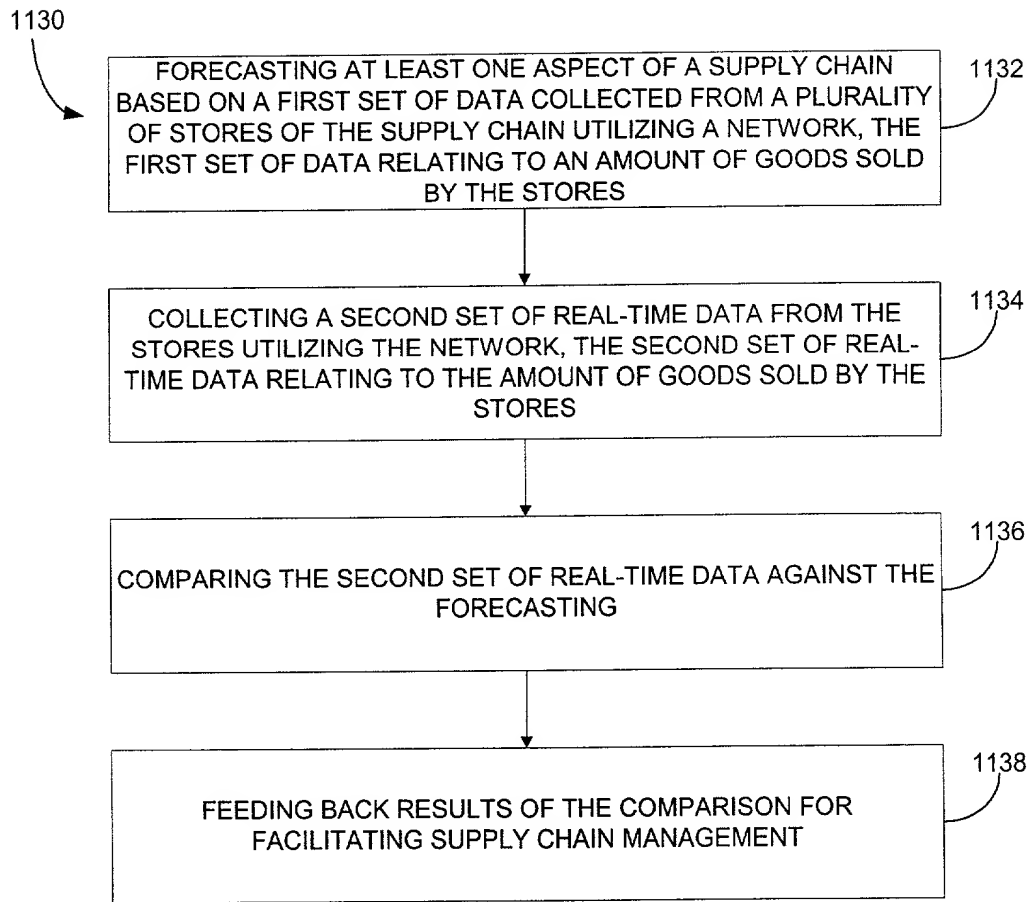 1130
FORECASTING AT LEAST ONE ASPECT OF A SUPPLY CHAIN
BASED ON A FIRST SET OF DATA COLLECTED FROM A PLURALITY
OF STORES OF THE SUPPLY CHAIN UTILIZING A NETWORK, THE
FIRST SET OF DATA RELATING TO AN AMOUNT OF GOODS SOLD
BY THE STORES
1132
COLLECTING A SECOND SET OF REAL-TIME DATA FROM THE
STORES UTILIZING THE NETWORK, THE SECOND SET OF REAL-
TIME DATA RELATING TO THE AMOUNT OF GOODS SOLD BY THE
STORES
1134
COMPARING THE SECOND SET OF REAL-TIME DATA AGAINST THE
FORECASTING
1136
FEEDING BACK RESULTS OF THE COMPARISON FOR
FACILITATING SUPPLY CHAIN MANAGEMENT
1138